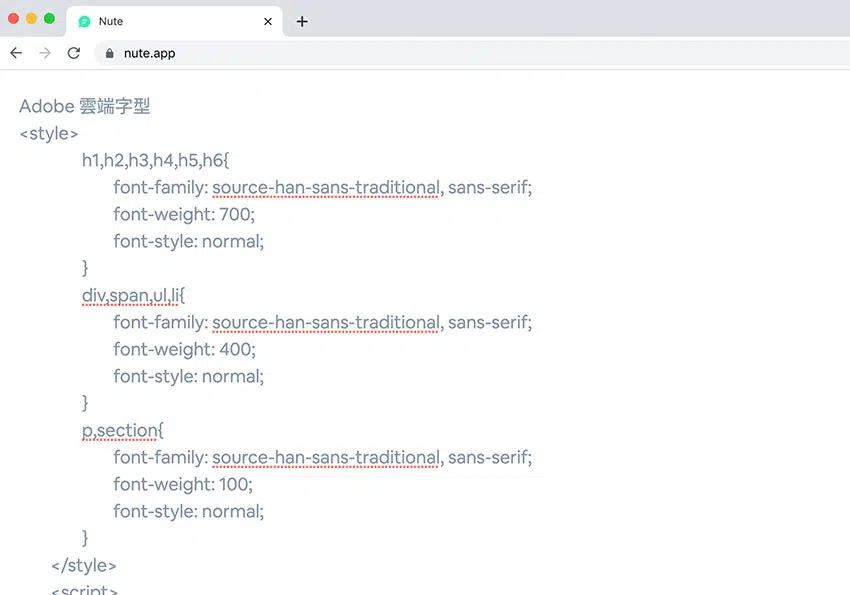 Nute
nute.app
Adobe 雲端字型
<style>
h1,h2,h3,h4,h5,h6{
font-family: source-han-sans-traditional, sans-serif;
font-weight: 700;
font-style: normal;
}
div,span,ul,li{
font-family: source-han-sans-traditional, sans-serif;
font-weight: 400;
font-style: normal;
}
p,section{
font-family: source-han-sans-traditional, sans-serif;
font-weight: 100;
font-style: normal;
}
</style>
<script>